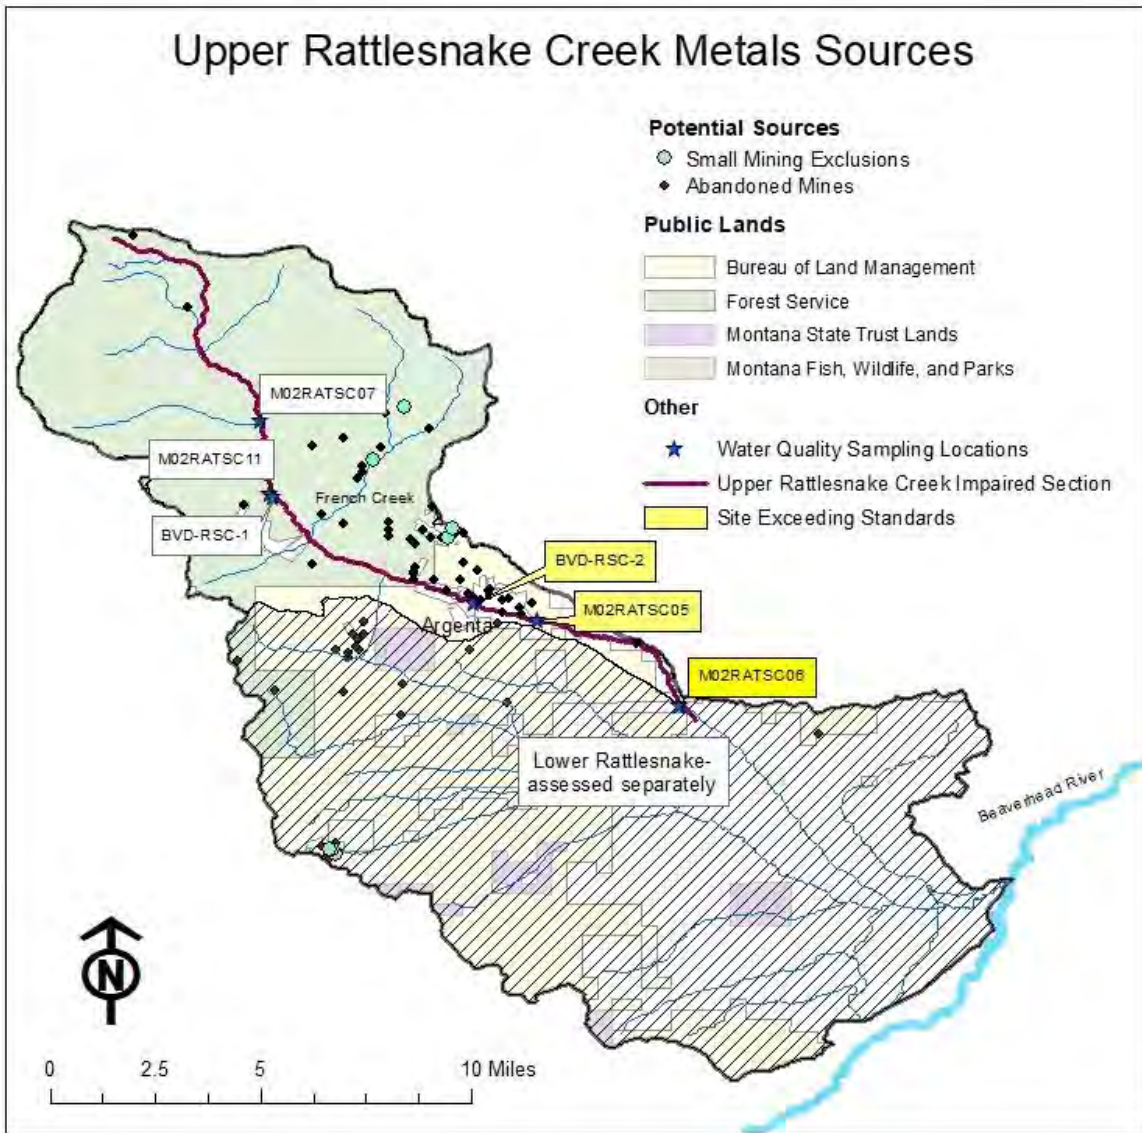 Upper Rattlesnake Creek Metals Sources
Potential Sources
Small Mining Exclusions
Abandoned Mines
Public Lands
Bureau of Land Management
Forest Service
Montana State Trust Lands
Montana Fish, Wildlife, and Parks
Other
Water Quality Sampling Locations
Upper Rattlesnake Creek Impaired Section
Site Exceeding Standards
M02RATSC07
M02RATSC11
French Creek
BVD-RSC-1
BVD-RSC-2
M02RATSC05
Argenta
M02RATSC06
Lower Rattlesnake-
assessed separately
Beaverhead River
N
0 2.5 5 10 Miles